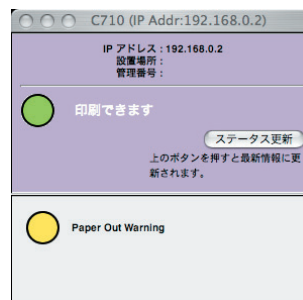 C710 (IP Addr:192.168.0.2)
IP アドレス : 192.168.0.2
設置場所 :
管理番号 :
印刷できます
ステータス更新
上のボタンを押すと最新情報に更
新されます。
Paper Out Warning